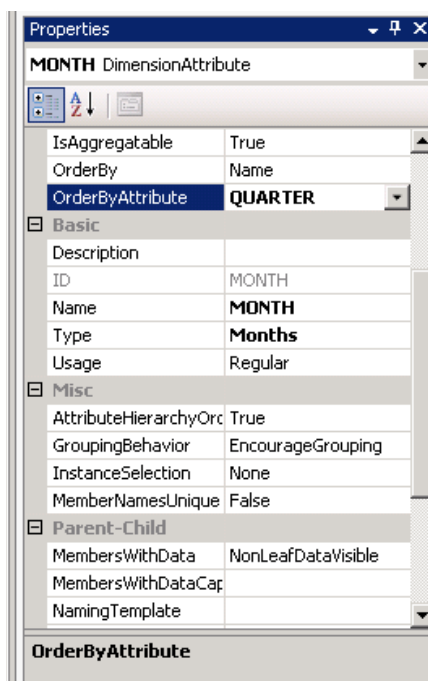 Properties
MONTH DimensionAttribute
IsAggregatable True
OrderBy Name
OrderByAttribute QUARTER
Basic
Description
ID MONTH
Name MONTH
Type Months
Usage Regular
Misc
AttributeHierarchyOrc True
GroupingBehavior EncourageGrouping
InstanceSelection None
MemberNamesUnique False
Parent-Child
MembersWithData NonLeafDataVisible
MembersWithDataCap
NamingTemplate
OrderByAttribute